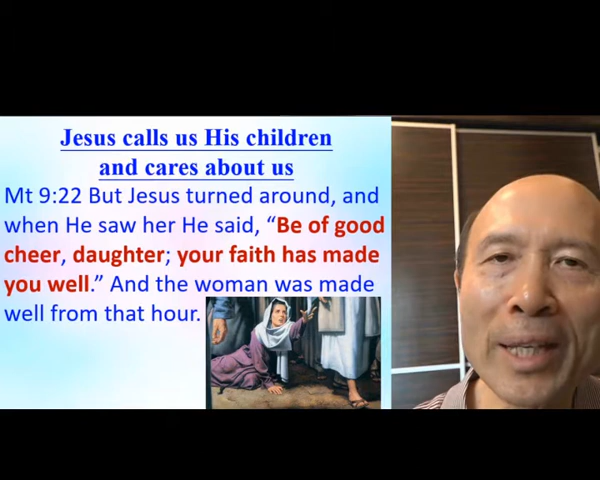 Jesus calls us His children
and cares about us
Mt 9:22 But Jesus turned around, and
when He saw her He said, “Be of good
cheer, daughter; your faith has made
you well.” And the woman was made
well from that hour.